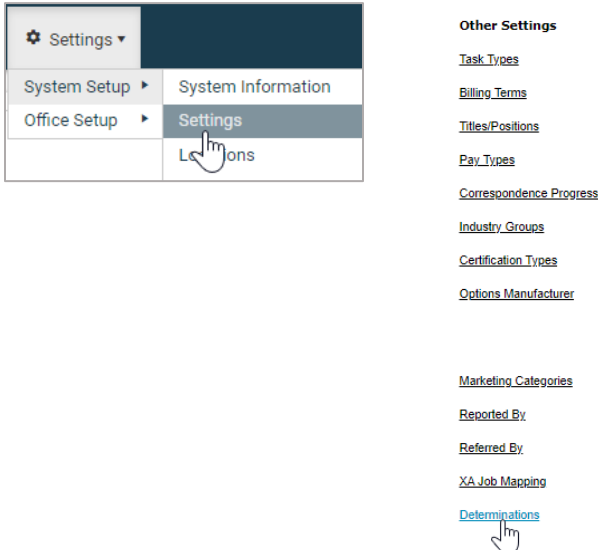 Settings
System Setup
System Information
Office Setup
Settings
Other Settings
Task Types
Billing Terms
Titles/Positions
Pay Types
Correspondence Progress
Industry Groups
Certification Types
Options Manufacturer
Marketing Categories
Reported By
Referred By
XA Job Mapping
Determinations